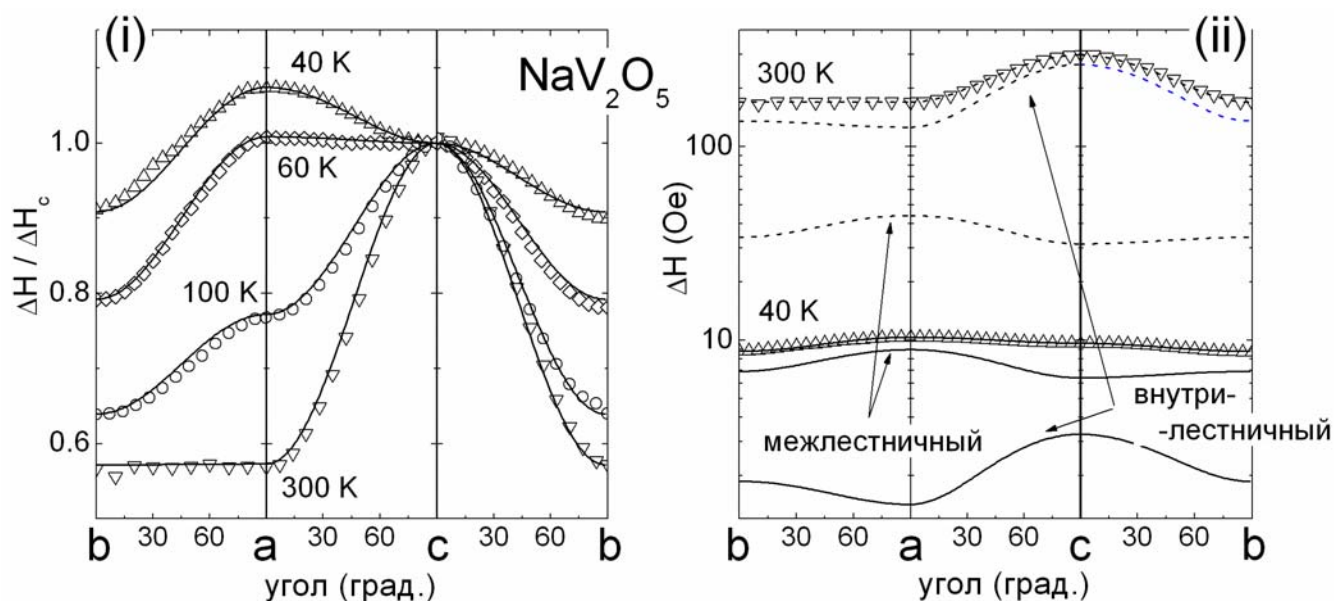 (i)
40 K
NaV₂O₅
60 K
100 K
300 K
ΔH / ΔH_c
1.0
0.8
0.6
b 30 60 a 30 60 c 30 60 b
угол (град.)
(ii)
300 K
40 K
ΔH (Oe)
100
10
межлестничный
внутри-
-лестничный
b 30 60 a 30 60 c 30 60 b
угол (град.)